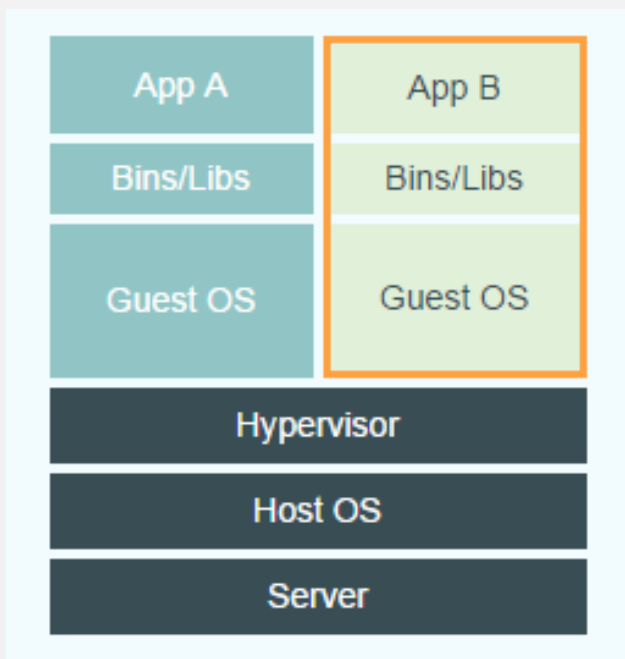 App A
App B
Bins/Libs
Bins/Libs
Guest OS
Guest OS
Hypervisor
Host OS
Server